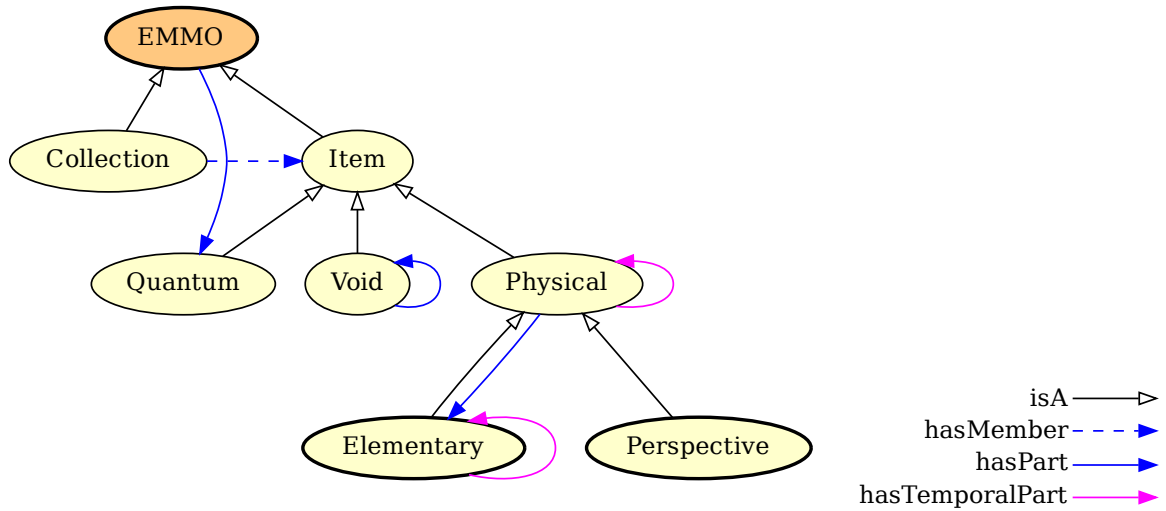 EMMO
Collection
Item
Quantum
Void
Physical
isA
hasMember
Elementary
Perspective
hasPart
hasTemporalPart